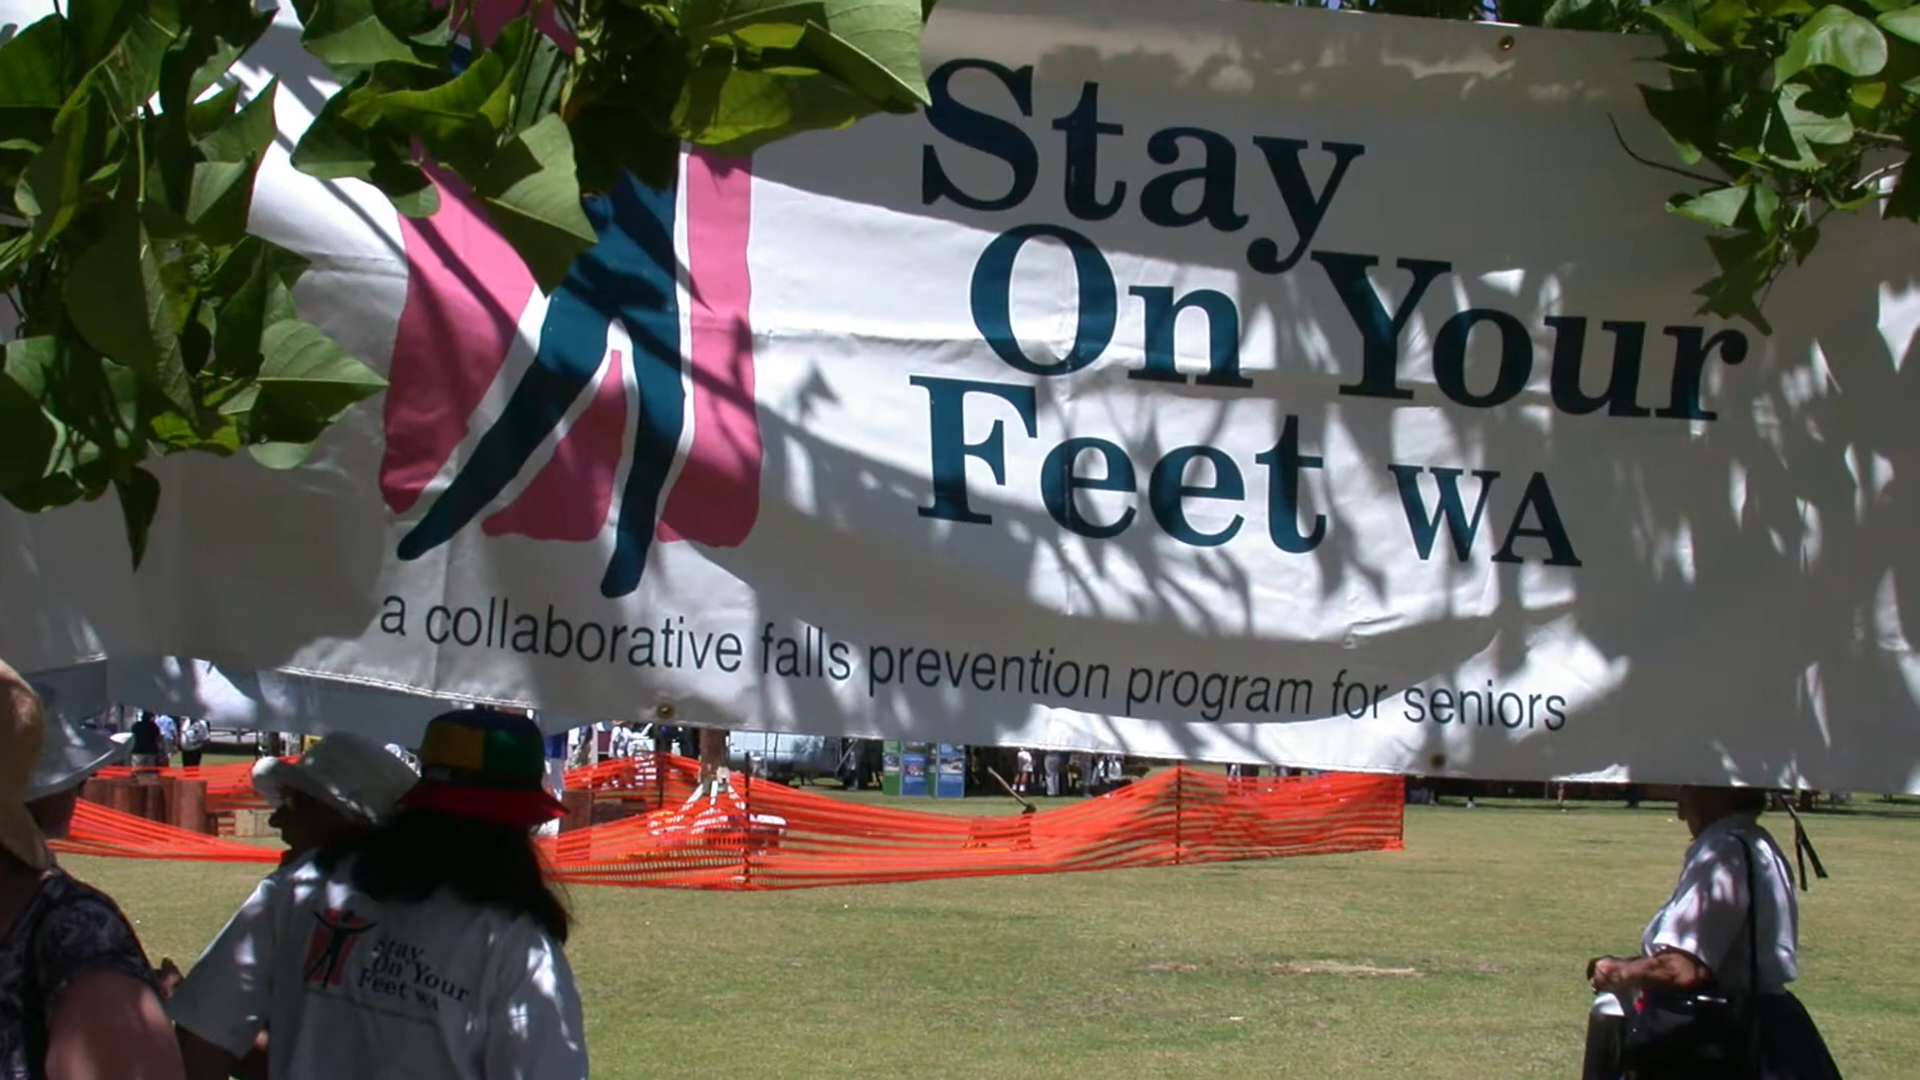 Stay
On Your
Feet WA
a collaborative falls prevention program for seniors
Stay
On Your
Feet WA